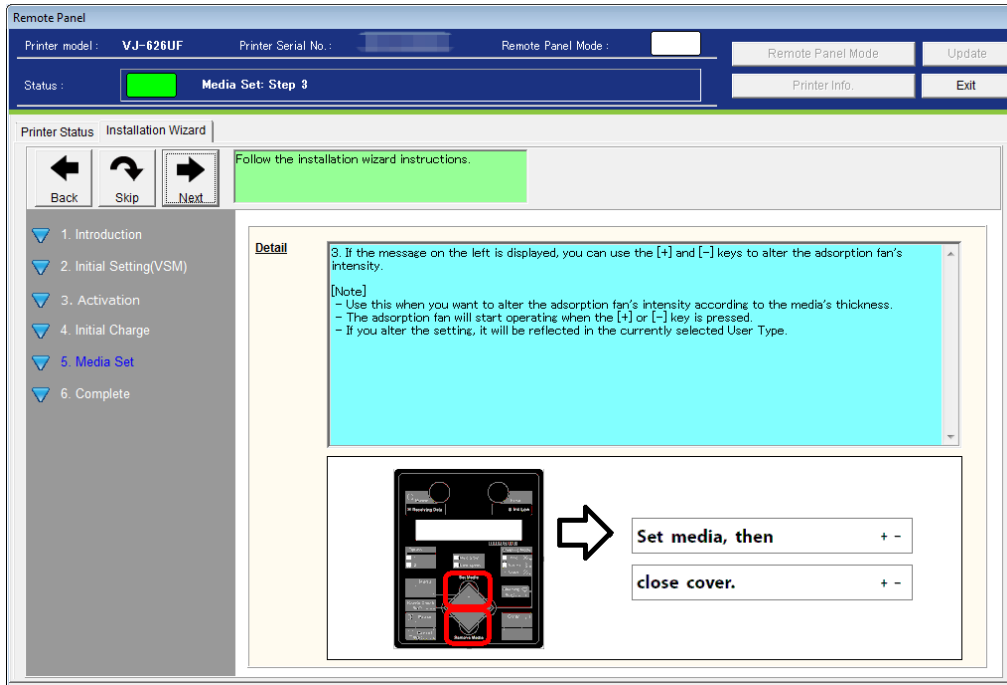 Remote Panel
Printer model : VJ-626UF Printer Serial No. : Remote Panel Mode :
Remote Panel Mode Update
Status : Media Set: Step 3
Printer Info. Exit
Printer Status Installation Wizard
Follow the installation wizard instructions.
Back Skip Next
1. Introduction
2. Initial Setting(VSM)
3. Activation
4. Initial Charge
5. Media Set
6. Complete
Detail
3. If the message on the left is displayed, you can use the [+] and [-] keys to alter the adsorption fan's
intensity.
[Note]
- Use this when you want to alter the adsorption fan's intensity according to the media's thickness.
- The adsorption fan will start operating when the [+] or [-] key is pressed.
- If you alter the setting, it will be reflected in the currently selected User Type.
Set Media
Remove Media
Set media, then + -
close cover. + -